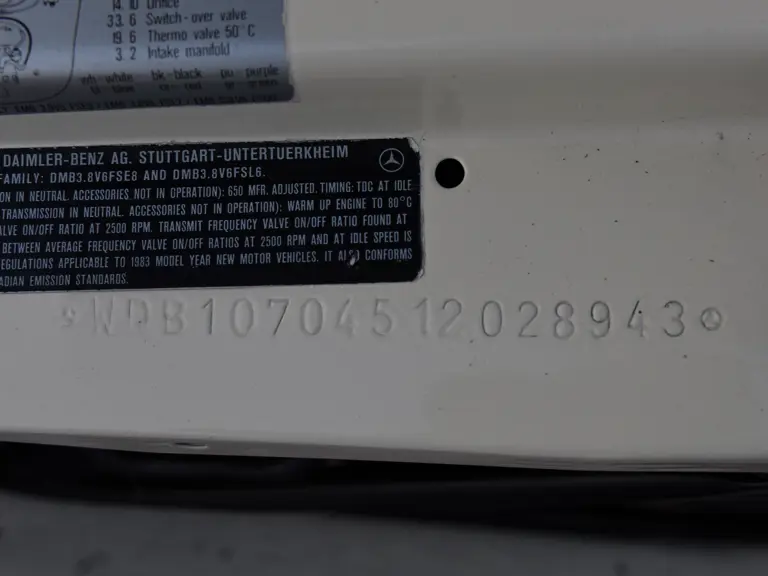 14. 10 Orifice
33. 6 Switch-over valve
19. 6 Thermo valve 50°C
3. 2 Intake manifold
wh-white bk-black pu-purple
DAIMLER-BENZ AG. STUTTGART-UNTERTUERKHEIM
FAMILY: DMB3.8V6FSE8 AND DMB3.8V6FSL6.
ON IN NEUTRAL. ACCESSORIES NOT IN OPERATION): 650 MFR. ADJUSTED. TIMING: TDC AT IDLE
TRANSMISSION IN NEUTRAL. ACCESSORIES NOT IN OPERATION): WARM UP ENGINE TO 80°C
ALVE ON/OFF RATIO AT 2500 RPM. TRANSMIT FREQUENCY VALVE ON/OFF RATIO FOUND AT
BETWEEN AVERAGE FREQUENCY VALVE ON/OFF RATIOS AT 2500 RPM AND AT IDLE SPEED IS
REGULATIONS APPLICABLE TO 1983 MODEL YEAR NEW MOTOR VEHICLES. IT ALSO CONFORMS
ADIAN EMISSION STANDARDS.
WDB10704512028943